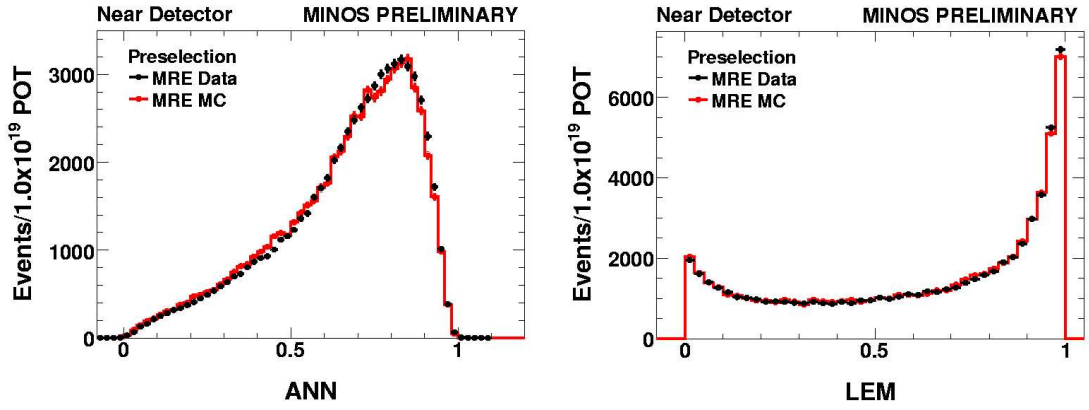 Near Detector MINOS PRELIMINARY
Preselection
MRE Data
MRE MC
Events/1.0x10¹⁹ POT
3000
2000
1000
0
0 0.5 1
ANN
Near Detector MINOS PRELIMINARY
Preselection
MRE Data
MRE MC
Events/1.0x10¹⁹ POT
6000
4000
2000
0
0 0.5 1
LEM